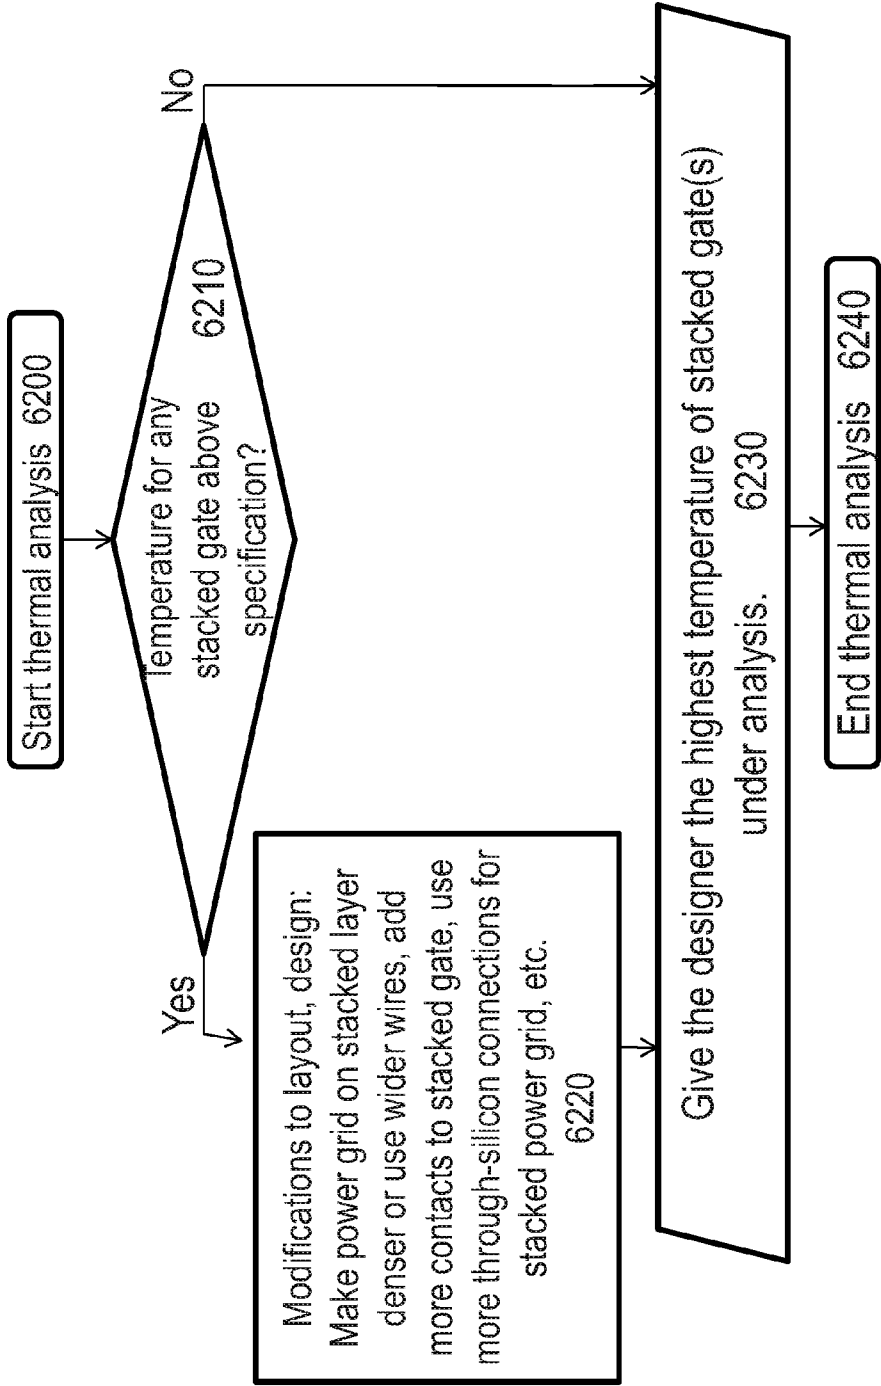 Start thermal analysis 6200
Temperature for any
stacked gate above
specification?
6210
Yes
No
Modifications to layout, design:
Make power grid on stacked layer
denser or use wider wires, add
more contacts to stacked gate, use
more through-silicon connections for
stacked power grid, etc.
6220
Give the designer the highest temperature of stacked gate(s)
under analysis. 6230
End thermal analysis 6240